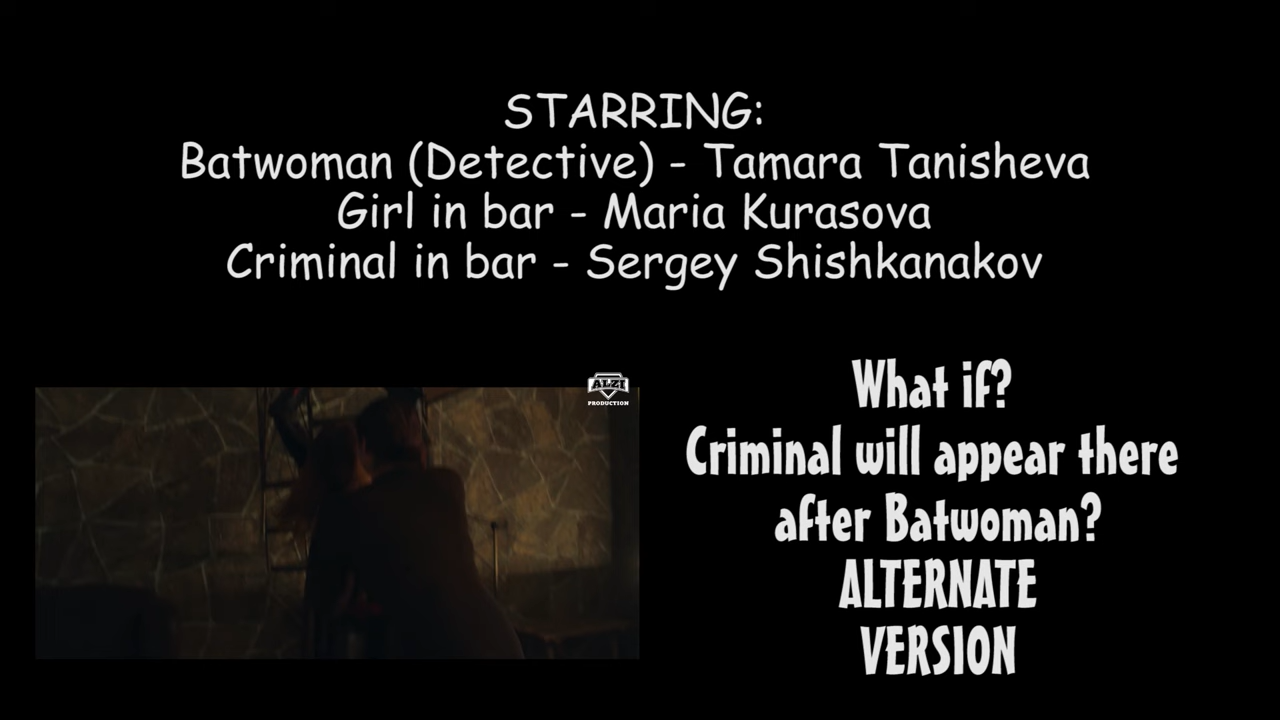 STARRING:
Batwoman (Detective) - Tamara Tanisheva
Girl in bar - Maria Kurasova
Criminal in bar - Sergey Shishkanakov
ALZI
PRODUCTION
What if?
Criminal will appear there
after Batwoman?
ALTERNATE
VERSION